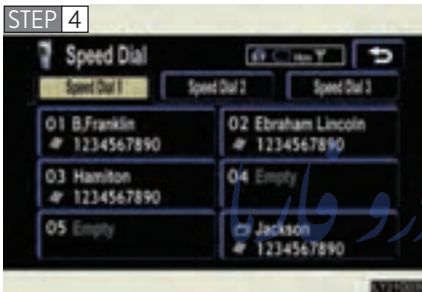 STEP 4
Speed Dial
Speed Dial 1 Speed Dial 2 Speed Dial 3
01 B,Franklin
1234567890
02 Ebraham Lincoln
1234567890
03 Hamiton
1234567890
04 Empty
05 Empty
Jackson
1234567890